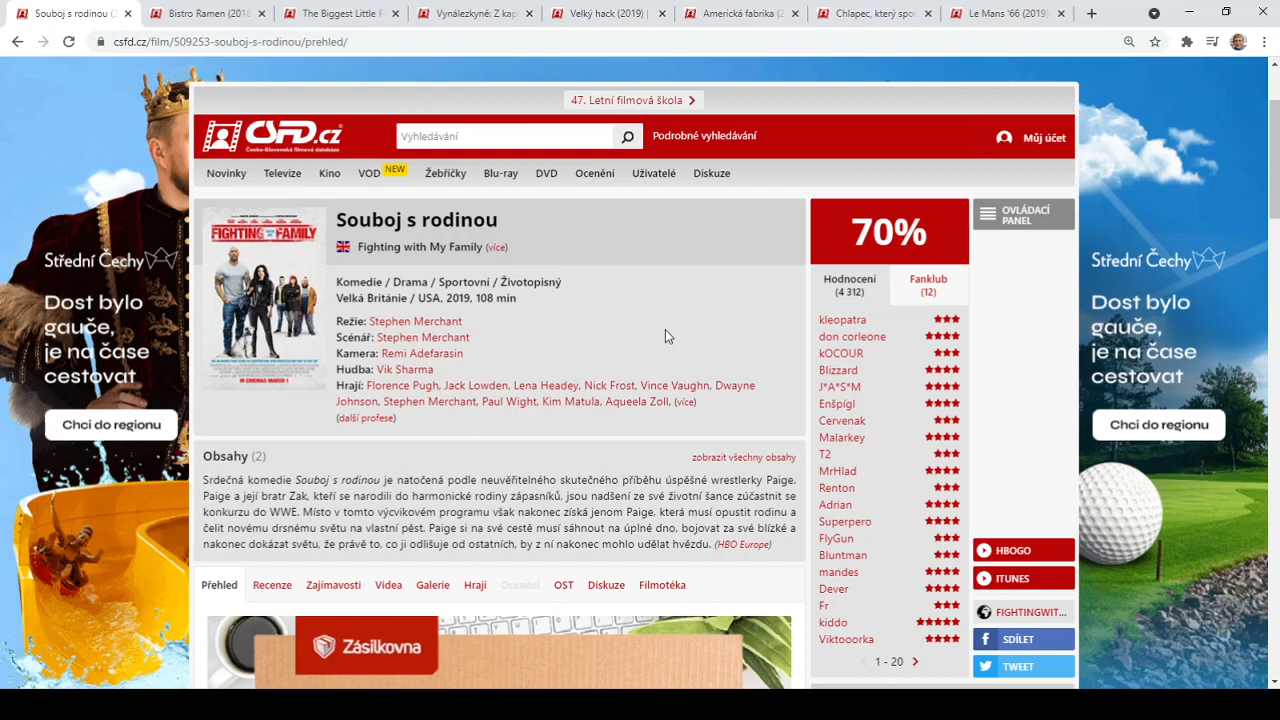 Souboj s rodinou (2
Bistro Ramen (2018
The Biggest Little F
Vynálezkyně: Z kap
Velký hack (2019) |
Americká fabrika (2
Chlapec, který spou
Le Mans '66 (2019)
csfd.cz/film/509253-souboj-s-rodinou/prehled/
47. Letní filmová škola
ČSFD.cz
Česko-Slovenská filmová databáze
Vyhledávání
Podrobné vyhledávání
Můj účet
Novinky Televize Kino VOD NEW Žebříčky Blu-ray DVD Ocenění Uživatelé Diskuze
FIGHTING WITH MY FAMILY
IN CINEMAS MARCH 1
Souboj s rodinou
Fighting with My Family (více)
Komedie / Drama / Sportovní / Životopisný
Velká Británie / USA, 2019, 108 min
Režie: Stephen Merchant
Scénář: Stephen Merchant
Kamera: Remi Adefarasin
Hudba: Vik Sharma
Hrají: Florence Pugh, Jack Lowden, Lena Headey, Nick Frost, Vince Vaughn, Dwayne
Johnson, Stephen Merchant, Paul Wight, Kim Matula, Aqueela Zoll, (více)
(další profese)
70%
Hodnocení
(4 312)
Fanklub
(12)
kleopatra
don corleone
kOCOUR
Blizzard
J*A*S*M
Enšpígl
Cervenak
Malarkey
T2
MrHlad
Renton
Adrian
Superpero
FlyGun
Bluntman
mandes
Dever
Fr
kiddo
Viktooorka
1 - 20
OVLÁDACÍ
PANEL
HBOGO
ITUNES
FIGHTINGWIT...
SDÍLET
TWEET
Obsahy (2)
zobrazit všechny obsahy
Srdečná komedie Souboj s rodinou je natočená podle neuvěřitelného skutečného příběhu úspěšné wrestlerky Paige.
Paige a její bratr Zak, kteří se narodili do harmonické rodiny zápasníků, jsou nadšení ze své životní šance zúčastnit se
konkurzu do WWE. Místo v tomto výcvikovém programu však nakonec získá jenom Paige, která musí opustit rodinu a
čelit novému drsnému světu na vlastní pěst. Paige si na své cestě musí sáhnout na úplné dno, bojovat za své blízké a
nakonec dokázat světu, že právě to, co ji odlišuje od ostatních, by z ní nakonec mohlo udělat hvězdu. (HBO Europe)
Přehled Recenze Zajímavosti Videa Galerie Hrají Ocenění OST Diskuze Filmotéka
Zásilkovna
Střední Čechy
Dost bylo
gauče,
je na čase
cestovat
Chci do regionu
Střední Čechy
Dost bylo
gauče,
je na čase
cestovat
Chci do regionu